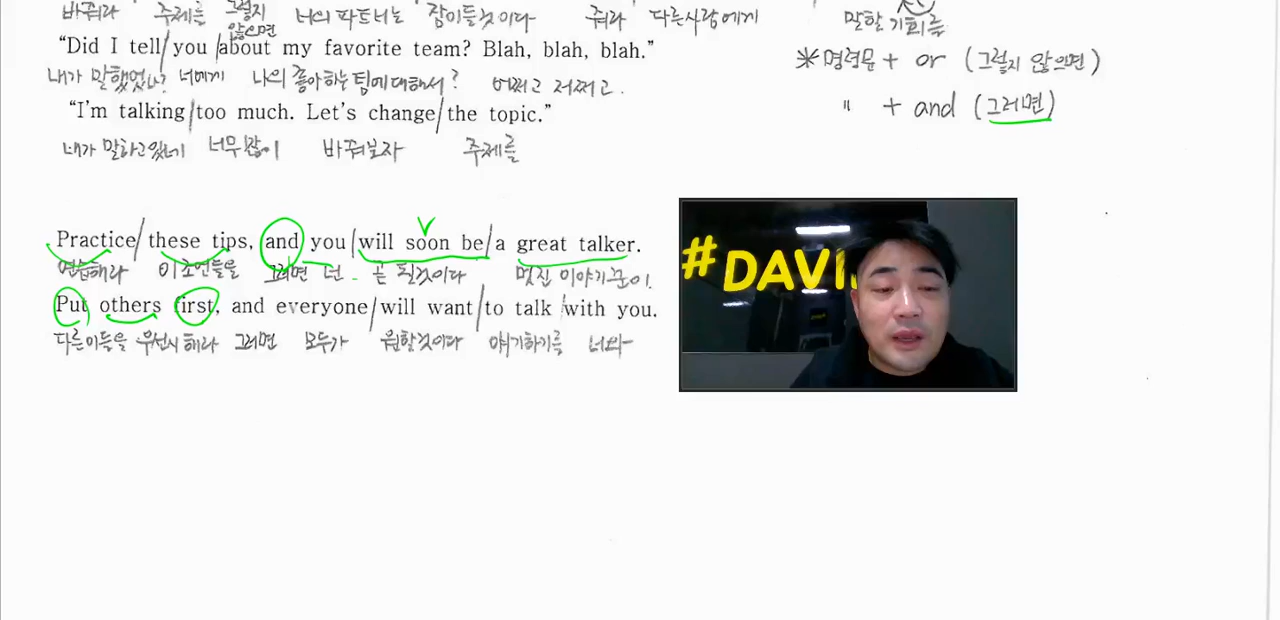 바꿔라 주제를 그렇지 않으면 너의 파트너는 잠이들것이다 줘라 다른사람에게 말할 기회를
“Did I tell/you/about my favorite team? Blah, blah, blah.”
내가 말했었나? 너에게 나의 좋아하는 팀에대해서? 어쩌고 저쩌고.
“I'm talking/too much. Let's change/the topic.”
내가 말하고있네 너무많이 바꿔보자 주제를
※명령문 + or (그렇지 않으면)
〃 + and (그러면)
Practice/these tips, and you/will soon be/a great talker.
연습해라 이 조언들을 그러면 넌 곧 될것이다 멋진 이야기꾼이.
Put others first, and everyone/will want/to talk/with you.
다른이들을 우선시 해라 그러면 모두가 원할것이다 얘기하기를 너와
#DAVI